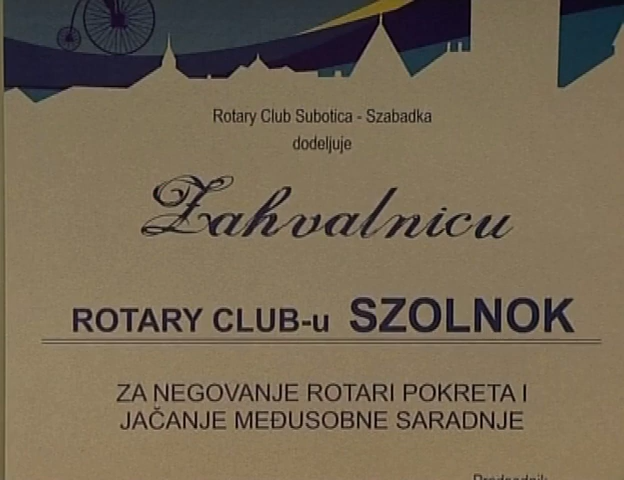 Rotary Club Subotica - Szabadka
dodeljuje
Zahvalnicu
ROTARY CLUB-u SZOLNOK
ZA NEGOVANJE ROTARI POKRETA I
JAČANJE MEĐUSOBNE SARADNJE